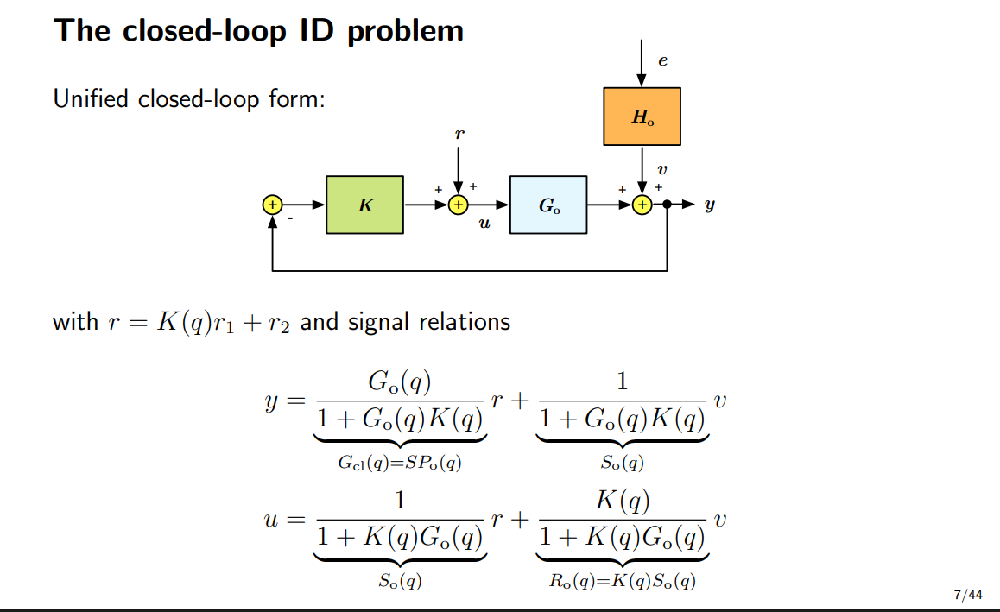 The closed-loop ID problem
Unified closed-loop form:
e
H_o
r
v
+ + + +
+ K + G_o + y
- u
with r = K(q)r_1 + r_2 and signal relations
y = \underbrace{\frac{G_o(q)}{1 + G_o(q)K(q)}}_{G_{cl}(q)=SP_o(q)} r + \underbrace{\frac{1}{1 + G_o(q)K(q)}}_{S_o(q)} v
u = \underbrace{\frac{1}{1 + K(q)G_o(q)}}_{S_o(q)} r + \underbrace{\frac{K(q)}{1 + K(q)G_o(q)}}_{R_o(q)=K(q)S_o(q)} v
7/44